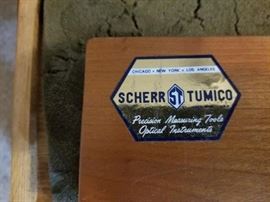 CHICAGO • NEW YORK • LOS ANGELES
SCHERR ST TUMICO
Precision Measuring Tools
Optical Instruments